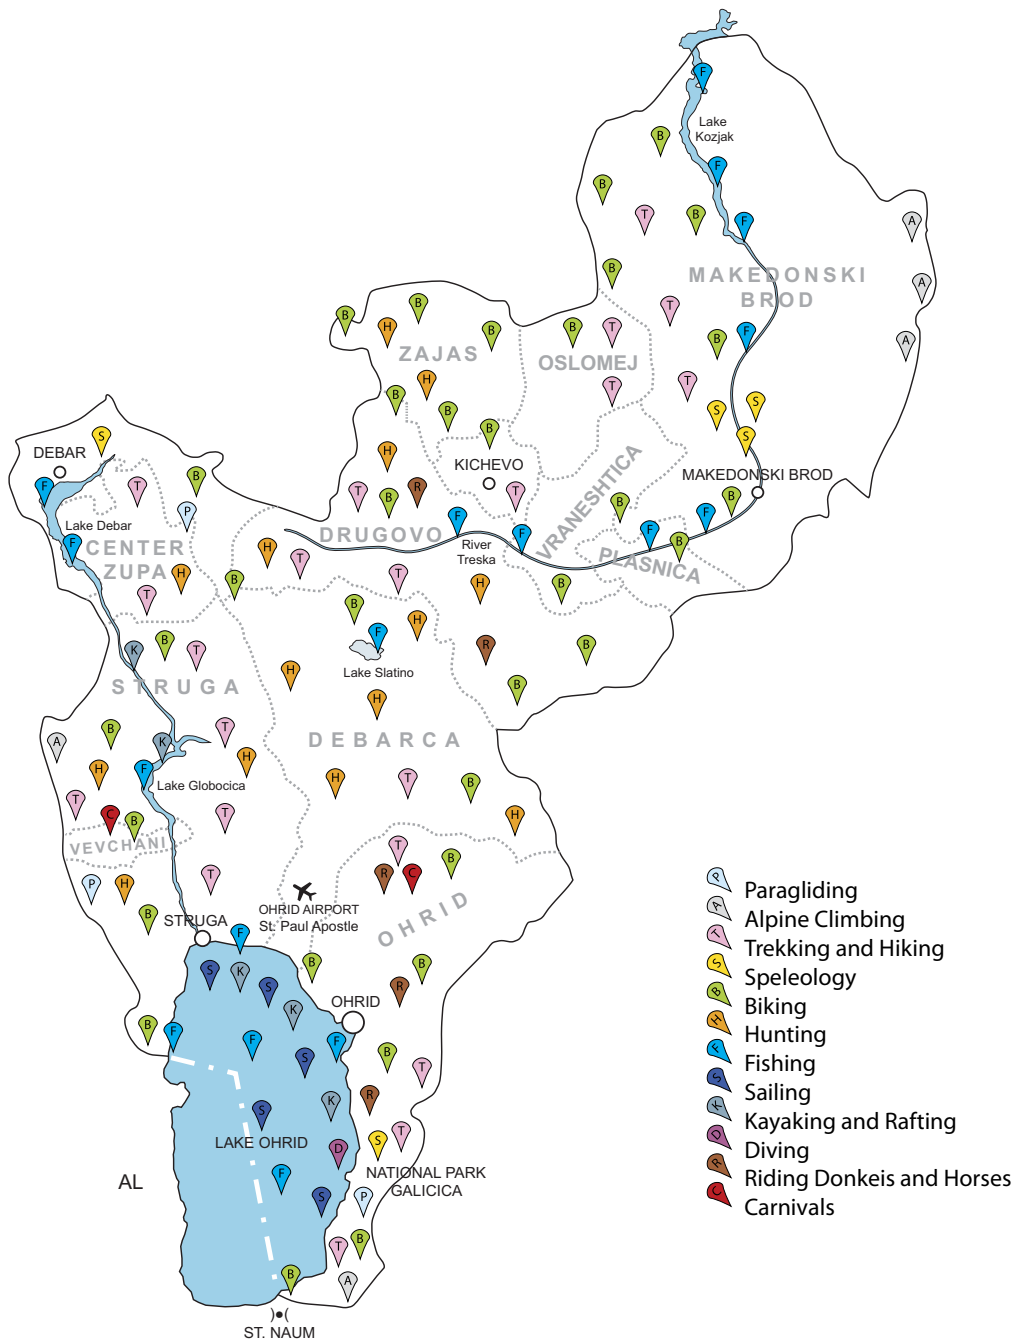 Lake
Kozjak
MAKEDONSKI
BROD
ZAJAS
OSLOMEJ
DEBAR
KICHEVO
MAKEDONSKI BROD
VRANESHTICA
Lake Debar
CENTER
ZUPA
DRUGOVO
River
Treska
PLASNICA
Lake Slatino
STRUGA
DEBARCA
Lake Globocica
VEVCHANI
OHRID AIRPORT
St. Paul Apostle
OHRID
STRUGA
OHRID
LAKE OHRID
NATIONAL PARK
GALICICA
AL
ST. NAUM
P Paragliding
A Alpine Climbing
T Trekking and Hiking
S Speleology
B Biking
H Hunting
F Fishing
S Sailing
K Kayaking and Rafting
D Diving
R Riding Donkeis and Horses
C Carnivals